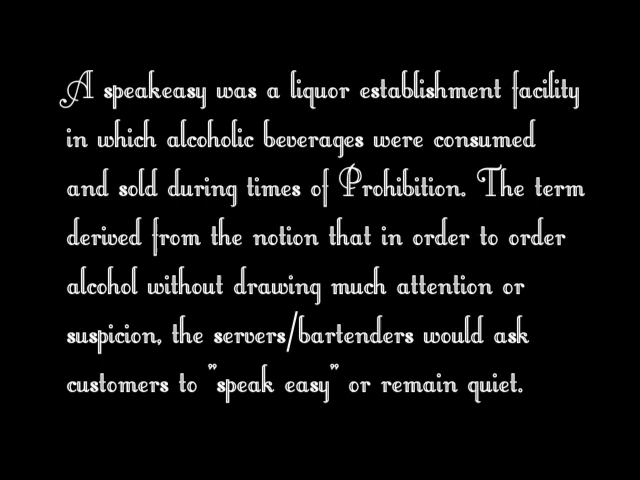 A speakeasy was a liquor establishment facility
in which alcoholic beverages were consumed
and sold during times of Prohibition. The term
derived from the notion that in order to order
alcohol without drawing much attention or
suspicion, the servers/bartenders would ask
customers to "speak easy" or remain quiet.